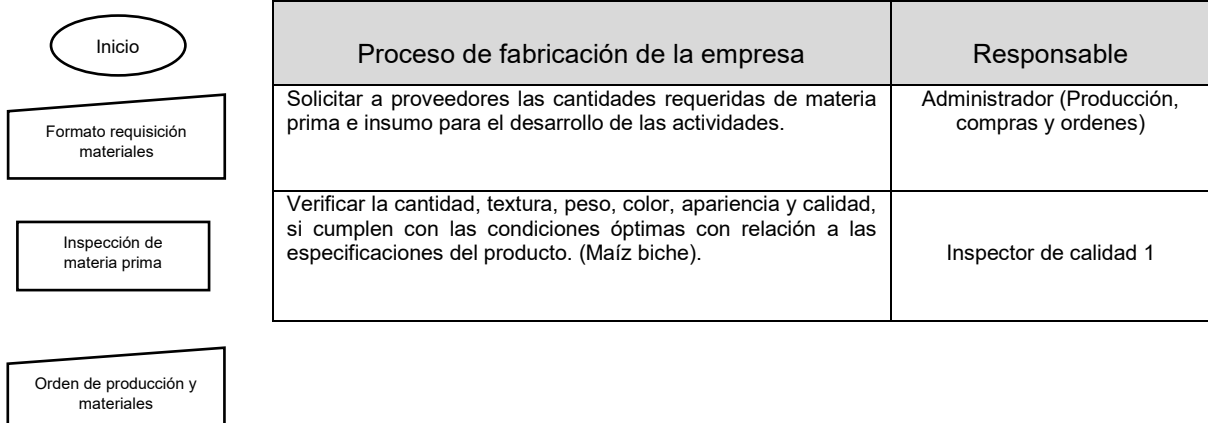 Inicio
Formato requisición
materiales
Inspección de
materia prima
Orden de producción y
materiales
Proceso de fabricación de la empresa
Responsable
Solicitar a proveedores las cantidades requeridas de materia
prima e insumo para el desarrollo de las actividades.
Administrador (Producción,
compras y ordenes)
Verificar la cantidad, textura, peso, color, apariencia y calidad,
si cumplen con las condiciones óptimas con relación a las
especificaciones del producto. (Maíz biche).
Inspector de calidad 1